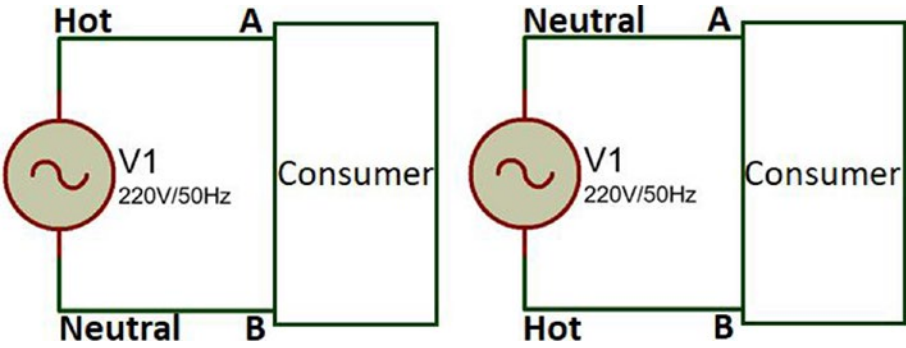 Hot A
V1
220V/50Hz
Consumer
Neutral B
Neutral A
V1
220V/50Hz
Consumer
Hot B